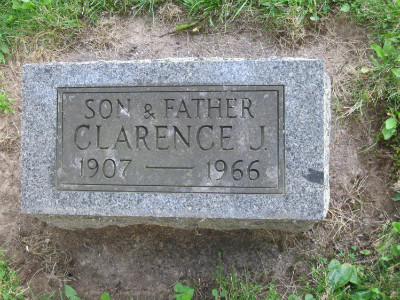 SON & FATHER
CLARENCE J.
1907 — 1966